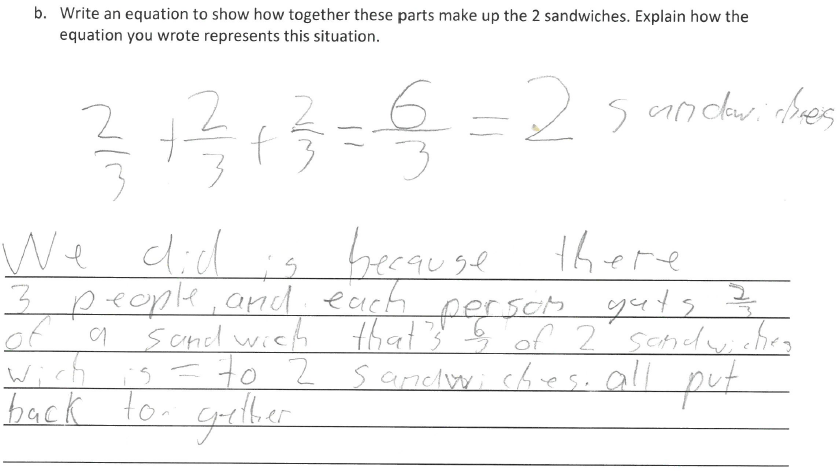 b. Write an equation to show how together these parts make up the 2 sandwiches. Explain how the
equation you wrote represents this situation.
2/3 + 2/3 + 2/3 = 6/3 = 2 sandwiches
We did is because there
3 people, and each person guts 2/3
of a sandwich that's 6/3 of 2 sandwiches
wich is = to 2 sandwiches. all put
back to-gether